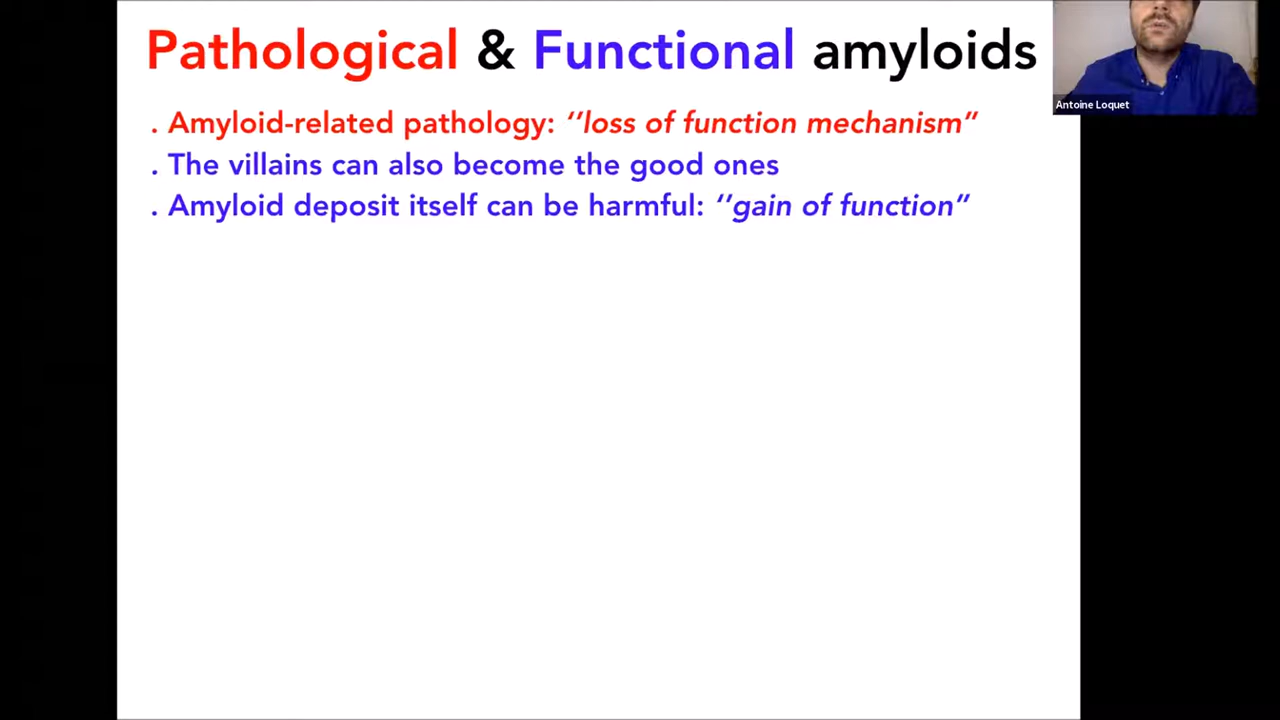 Pathological & Functional amyloids
. Amyloid-related pathology: ‘‘loss of function mechanism”
. The villains can also become the good ones
. Amyloid deposit itself can be harmful: ‘‘gain of function”
Antoine Loquet